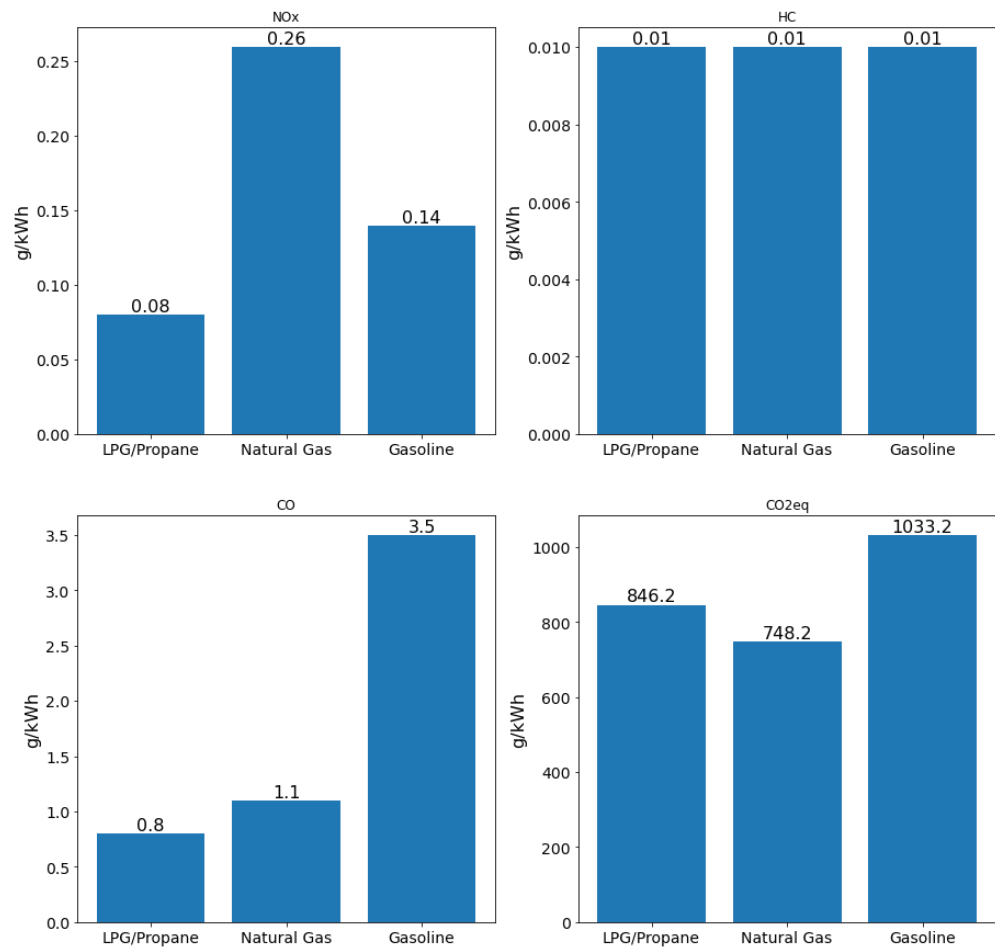 NOx
0.26
0.25
0.20
0.15
0.14
0.10
0.08
0.05
0.00
g/kWh
LPG/Propane Natural Gas Gasoline
HC
0.01 0.01 0.01
0.010
0.008
0.006
0.004
0.002
0.000
g/kWh
LPG/Propane Natural Gas Gasoline
CO
3.5
3.5
3.0
2.5
2.0
1.5
1.1
1.0
0.8
0.5
0.0
g/kWh
LPG/Propane Natural Gas Gasoline
CO2eq
1033.2
1000
846.2
800
748.2
600
400
200
0
g/kWh
LPG/Propane Natural Gas Gasoline